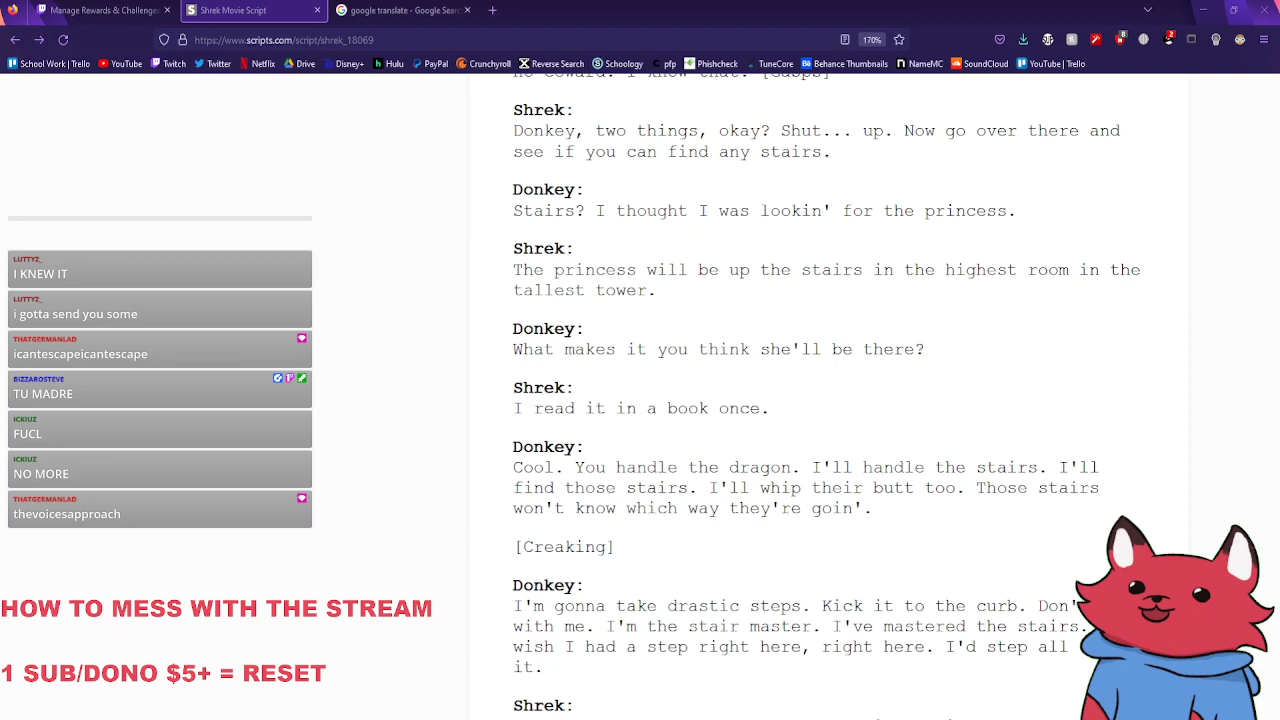 Manage Rewards & Challenges
Shrek Movie Script
google translate - Google Sear
https://www.scripts.com/script/shrek_18069
170%
School Work | Trello YouTube Twitch Twitter Netflix Drive Disney+ Hulu PayPal Crunchyroll Reverse Search Schoology pfp Phishcheck TuneCore Behance Thumbnails NameMC SoundCloud YouTube | Trello
Shrek:
Donkey, two things, okay? Shut... up. Now go over there and
see if you can find any stairs.
Donkey:
Stairs? I thought I was lookin' for the princess.
Shrek:
The princess will be up the stairs in the highest room in the
tallest tower.
Donkey:
What makes it you think she'll be there?
Shrek:
I read it in a book once.
Donkey:
Cool. You handle the dragon. I'll handle the stairs. I'll
find those stairs. I'll whip their butt too. Those stairs
won't know which way they're goin'.
[Creaking]
Donkey:
I'm gonna take drastic steps. Kick it to the curb. Don'
with me. I'm the stair master. I've mastered the stairs.
wish I had a step right here, right here. I'd step all
it.
Shrek:
LUTTYZ_
I KNEW IT
LUTTYZ_
i gotta send you some
THATGERMANLAD
icantescapeicantescape
BIZZAROSTEVE
TU MADRE
ICKIUZ
FUCL
ICKIUZ
NO MORE
THATGERMANLAD
thevoicesapproach
HOW TO MESS WITH THE STREAM
1 SUB/DONO $5+ = RESET